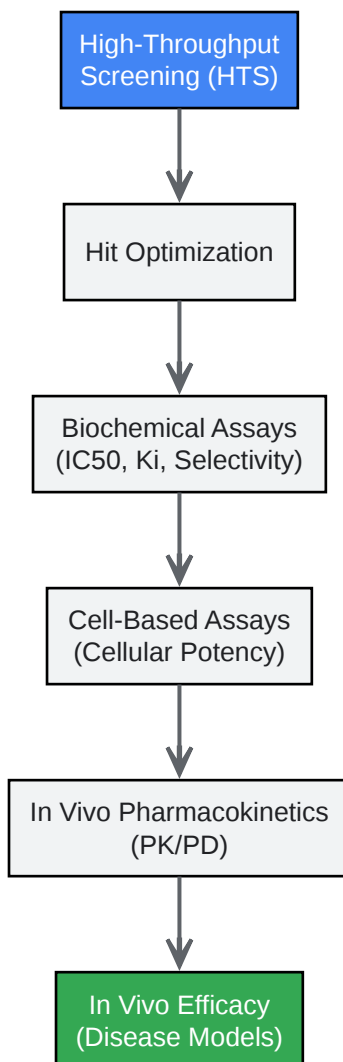 High-Throughput
Screening (HTS)
Hit Optimization
Biochemical Assays
(IC50, Ki, Selectivity)
Cell-Based Assays
(Cellular Potency)
In Vivo Pharmacokinetics
(PK/PD)
In Vivo Efficacy
(Disease Models)